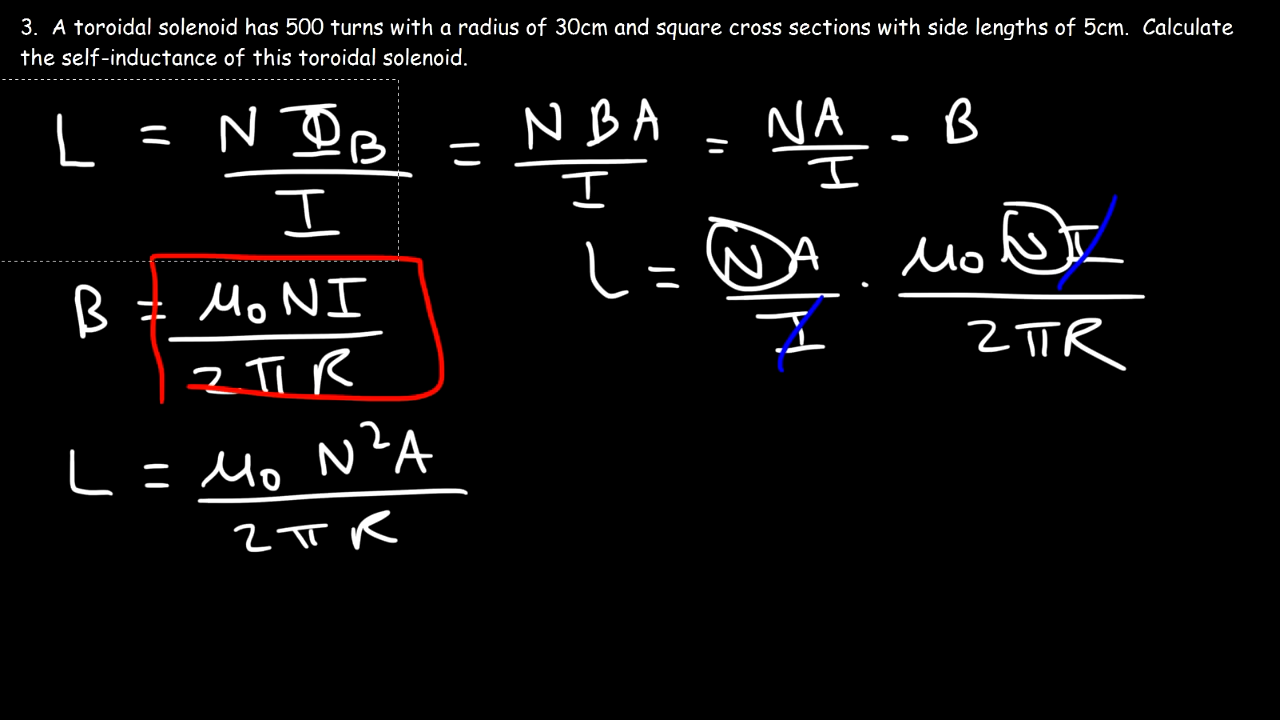 3. A toroidal solenoid has 500 turns with a radius of 30cm and square cross sections with side lengths of 5cm. Calculate
the self-inductance of this toroidal solenoid.
L = NΦ_B / I = NBA / I = NA / I - B
L = NA / I · μ₀NI / 2πR
B = μ₀NI / 2πR
L = μ₀N²A / 2πR